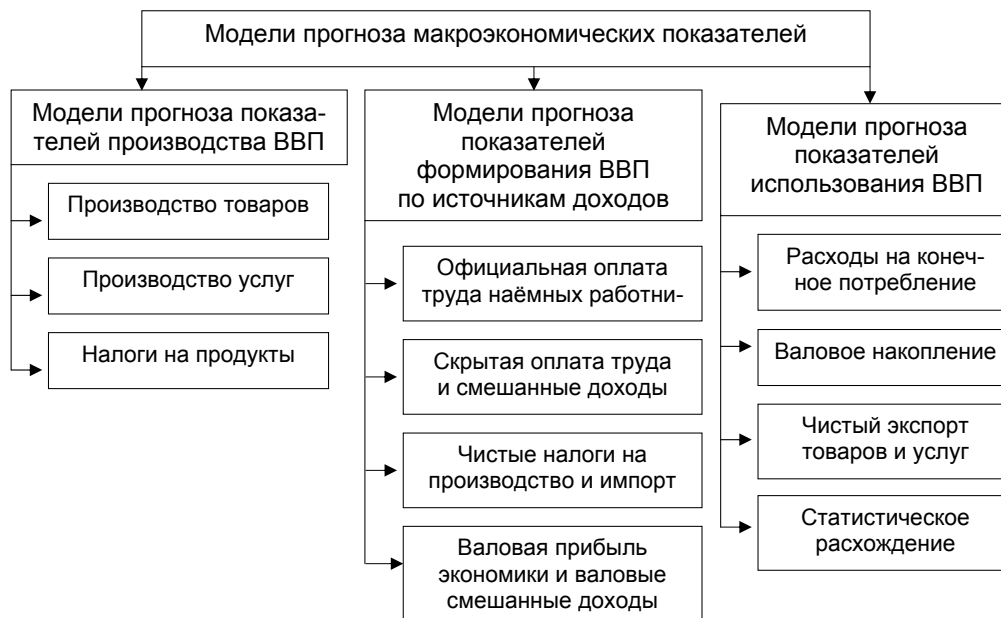 Модели прогноза макроэкономических показателей
Модели прогноза показа-
телей производства ВВП
Производство товаров
Производство услуг
Налоги на продукты
Модели прогноза
показателей
формирования ВВП
по источникам доходов
Официальная оплата
труда наёмных работни-
Скрытая оплата труда
и смешанные доходы
Чистые налоги на
производство и импорт
Валовая прибыль
экономики и валовые
смешанные доходы
Модели прогноза
показателей
использования ВВП
Расходы на конеч-
ное потребление
Валовое накопление
Чистый экспорт
товаров и услуг
Статистическое
расхождение